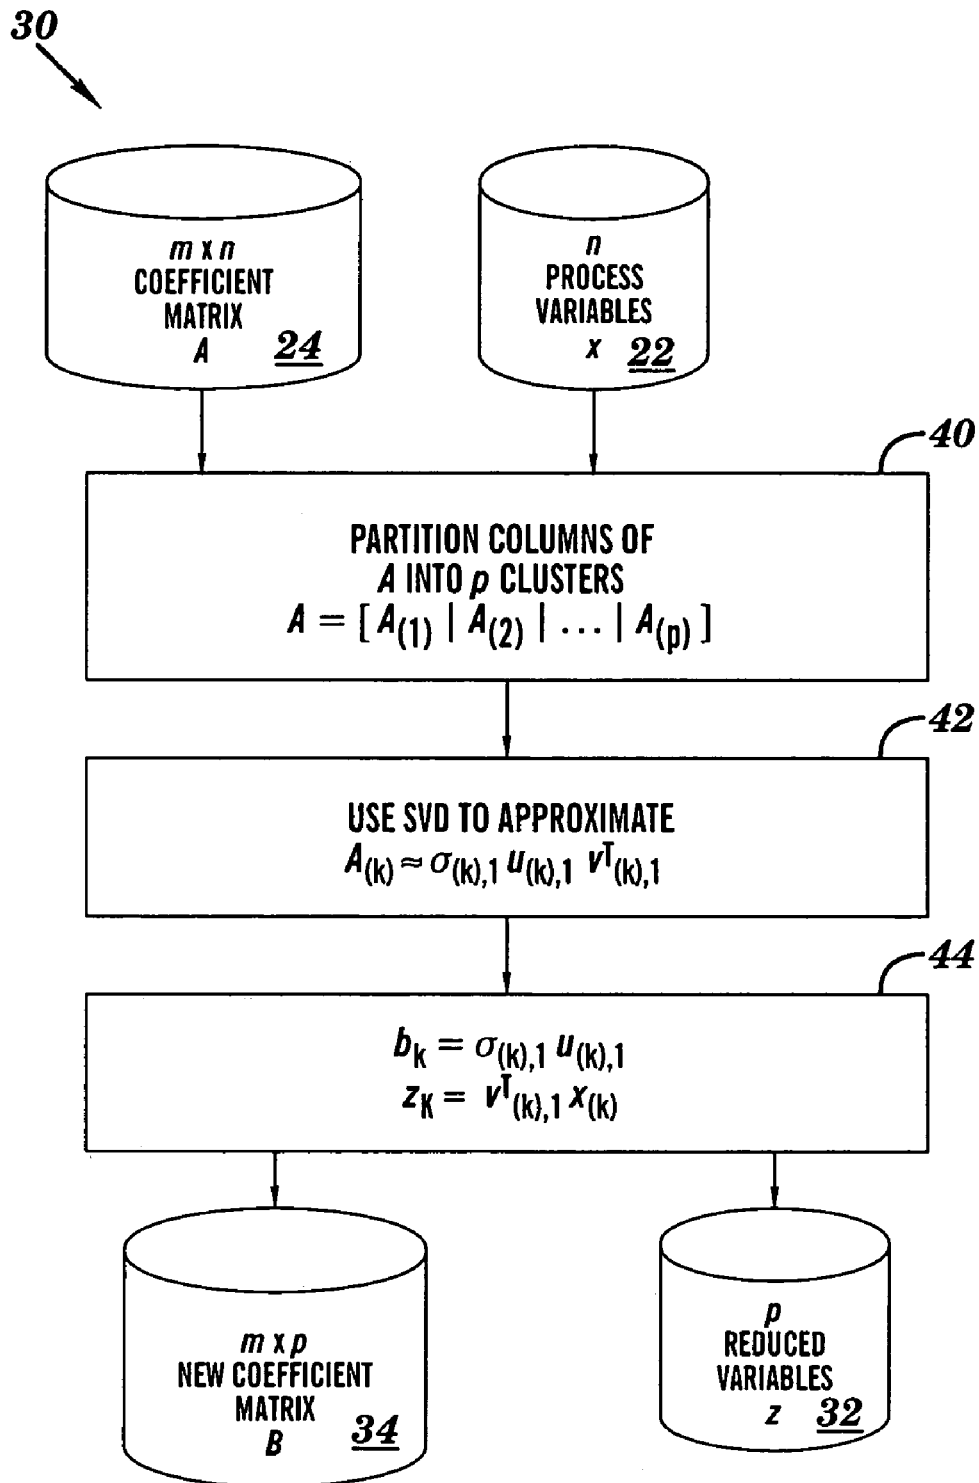 30
m x n
COEFFICIENT
MATRIX
A 24
n
PROCESS
VARIABLES
x 22
40
PARTITION COLUMNS OF
A INTO p CLUSTERS
A = [ A(1) | A(2) | ... | A(p) ]
42
USE SVD TO APPROXIMATE
A(k) ≈ σ(k),1 u(k),1 vᵀ(k),1
44
bk = σ(k),1 u(k),1
zK = vᵀ(k),1 x(k)
m x p
NEW COEFFICIENT
MATRIX
B 34
p
REDUCED
VARIABLES
z 32